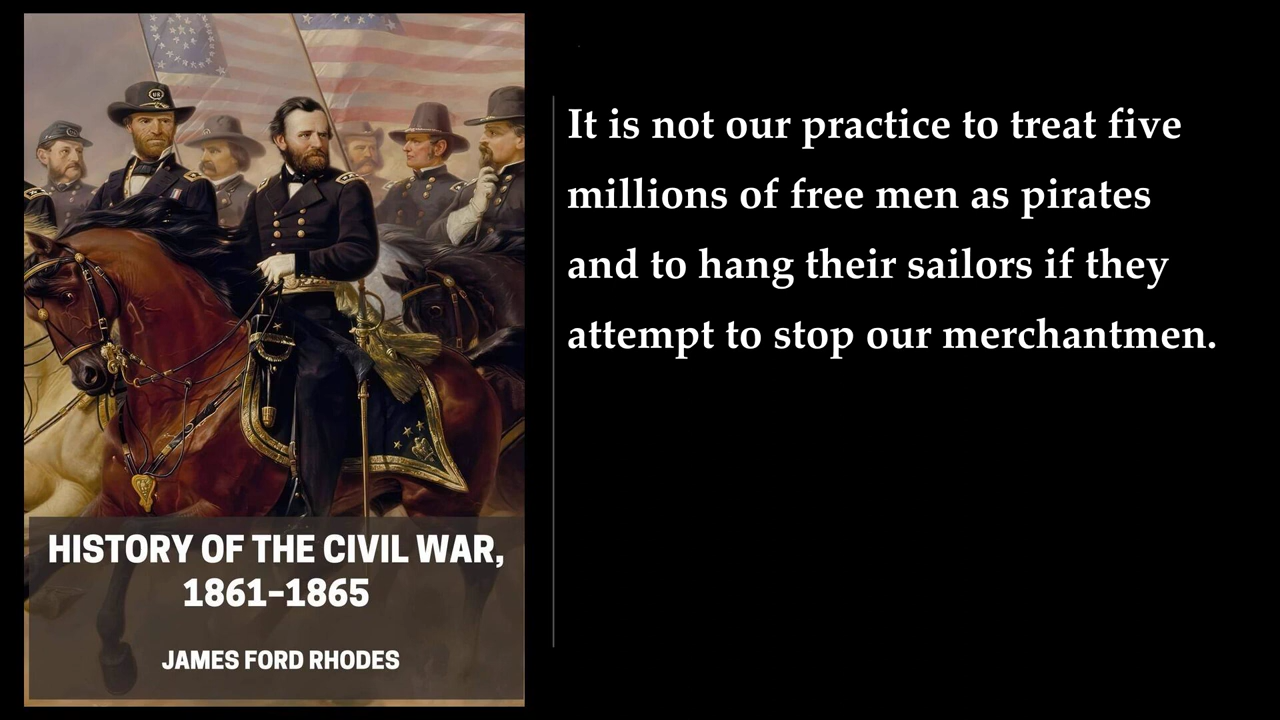 HISTORY OF THE CIVIL WAR,
1861–1865
JAMES FORD RHODES
It is not our practice to treat five
millions of free men as pirates
and to hang their sailors if they
attempt to stop our merchantmen.